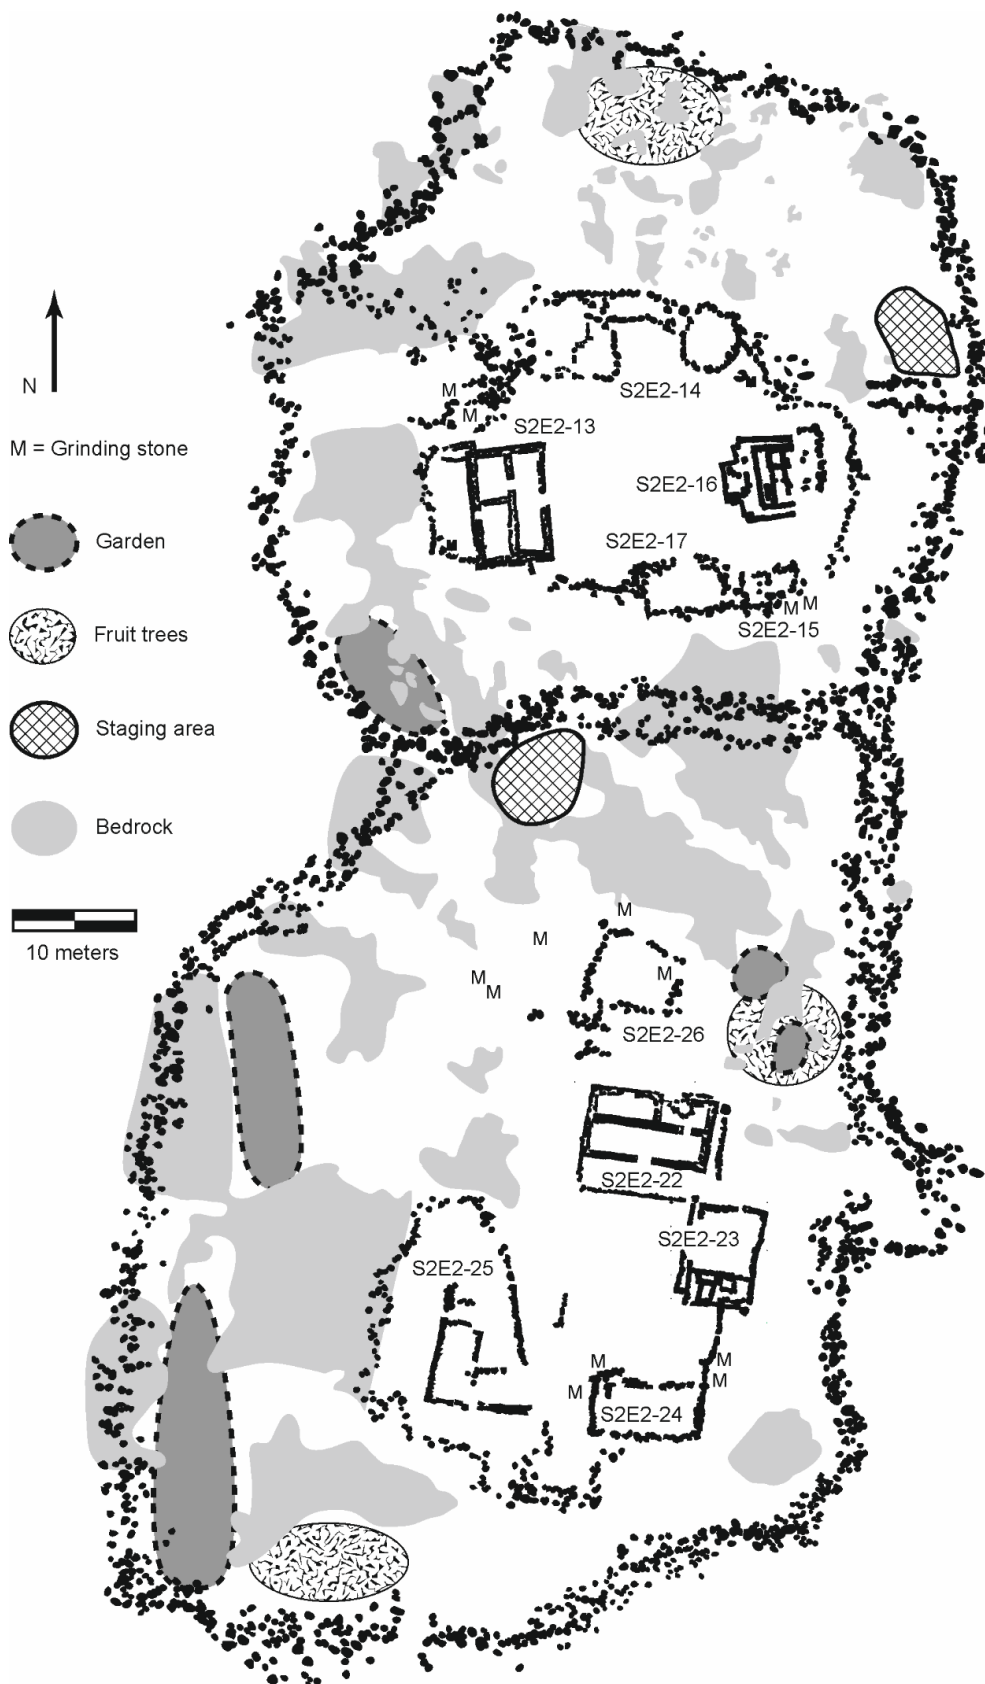 M
S2E2-14
M
M
S2E2-13
N
M = Grinding stone
S2E2-16
Garden
S2E2-17
M
M M
S2E2-15
Fruit trees
Staging area
Bedrock
M
M
10 meters
M
M
M
S2E2-26
S2E2-22
S2E2-23
S2E2-25
M
M
M
M
S2E2-24